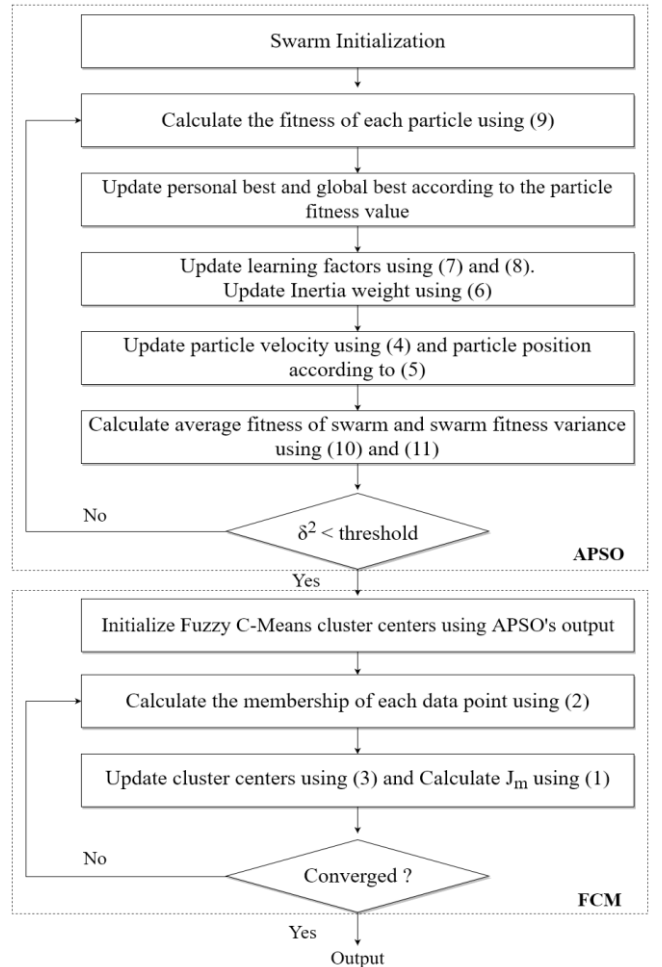 Swarm Initialization
Calculate the fitness of each particle using (9)
Update personal best and global best according to the particle
fitness value
Update learning factors using (7) and (8).
Update Inertia weight using (6)
Update particle velocity using (4) and particle position
according to (5)
Calculate average fitness of swarm and swarm fitness variance
using (10) and (11)
No
δ² < threshold
APSO
Yes
Initialize Fuzzy C-Means cluster centers using APSO's output
Calculate the membership of each data point using (2)
Update cluster centers using (3) and Calculate Jₘ using (1)
No
Converged ?
FCM
Yes
Output